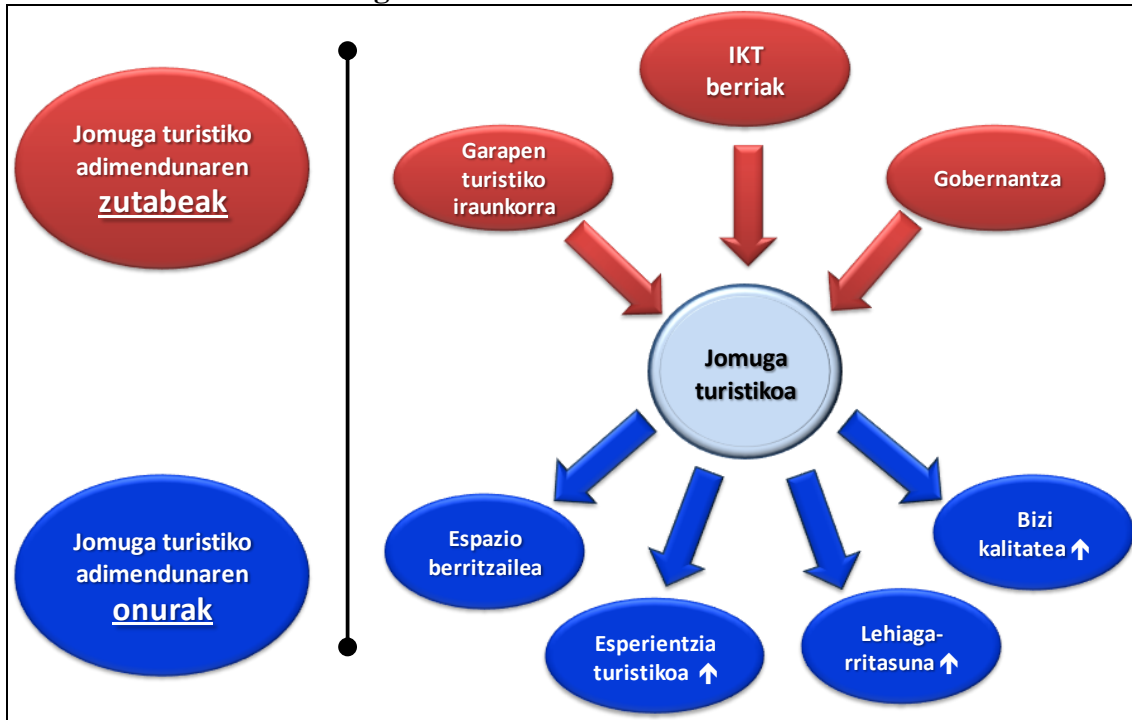 IKT
berriak
Jomuga turistiko
adimendunaren
zutabeak
Garapen
turistiko
iraunkorra
Gobernantza
Jomuga
turistikoa
Jomuga turistiko
adimendunaren
onurak
Espazio
berritzailea
Bizi
kalitatea ↑
Esperientzia
turistikoa ↑
Lehiaga-
rritasuna ↑